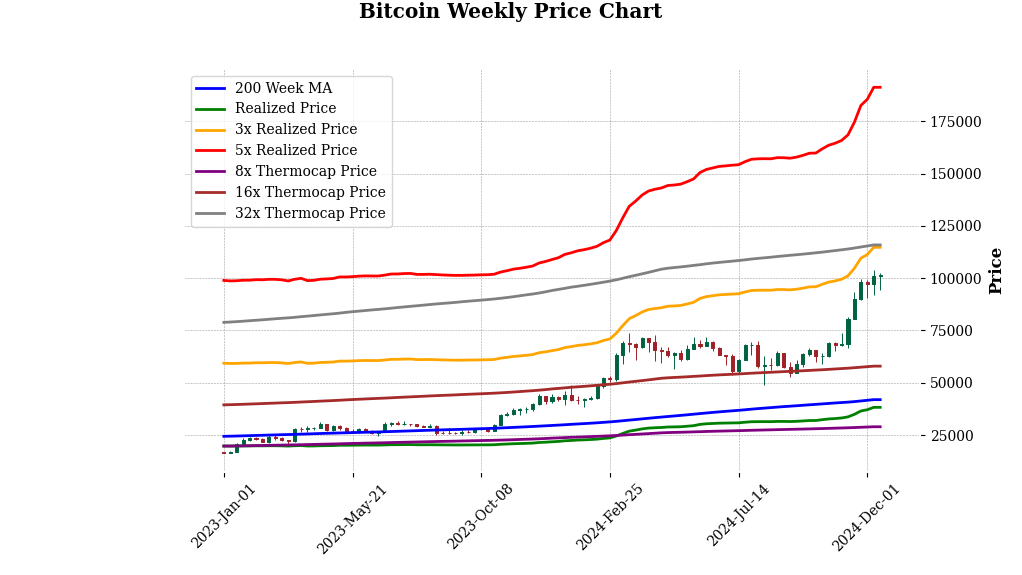 Bitcoin Weekly Price Chart
200 Week MA
Realized Price
3x Realized Price
5x Realized Price
8x Thermocap Price
16x Thermocap Price
32x Thermocap Price
175000
150000
125000
100000
75000
50000
25000
Price
2023-Jan-01
2023-May-21
2023-Oct-08
2024-Feb-25
2024-Jul-14
2024-Dec-01